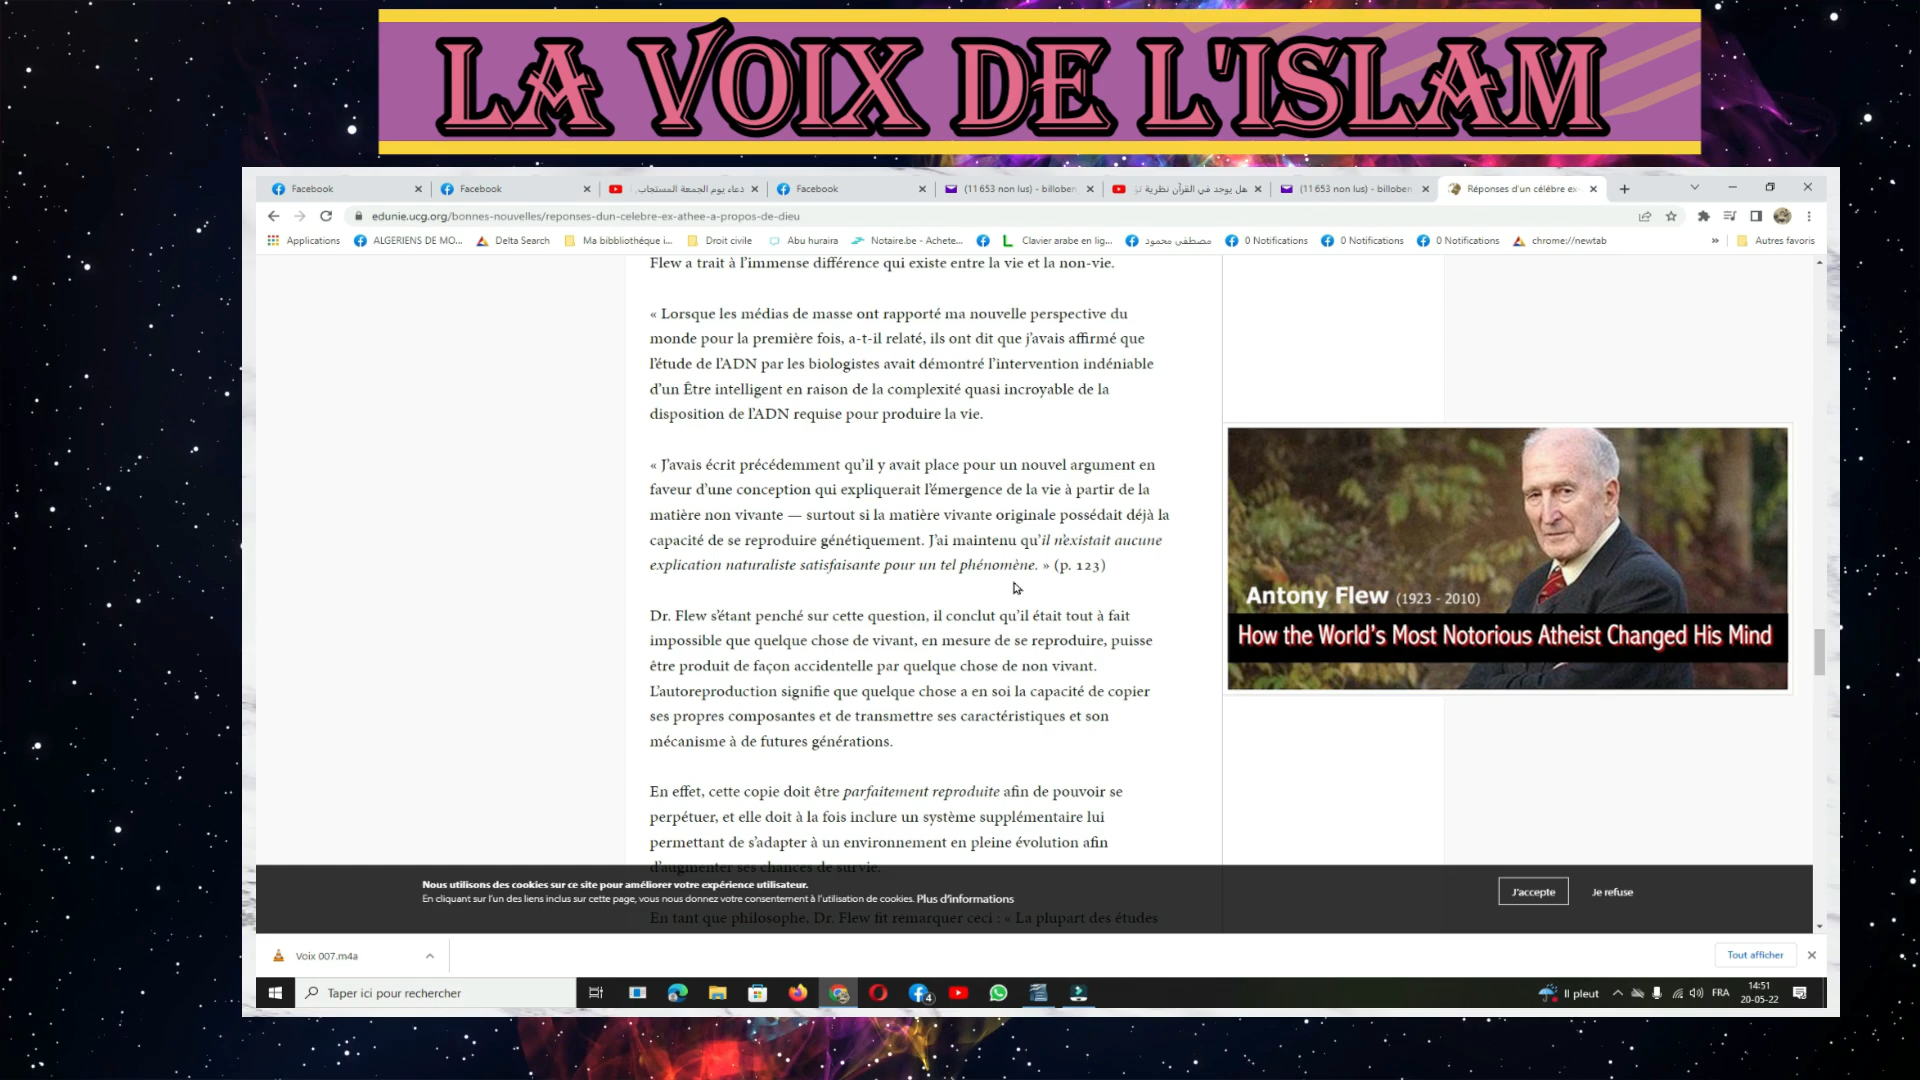 LA VOIX DE L'ISLAM
Facebook
Facebook
دعاء يوم الجمعة المستجاب
Facebook
(11 653 non lus) - billoben
هل يوجد في القرآن نظرية
(11 653 non lus) - billoben
Réponses d'un célèbre ex
edunie.ucg.org/bonnes-nouvelles/reponses-dun-celebre-ex-athee-a-propos-de-dieu
Applications
ALGERIENS DE MO...
Delta Search
Ma bibbliothéque i...
Droit civile
Abu huraira
Notaire.be - Achete...
Clavier arabe en lig...
مصطفى محمود
0 Notifications
0 Notifications
0 Notifications
chrome://newtab
»
Autres favoris
Flew a trait à l'immense différence qui existe entre la vie et la non-vie.
« Lorsque les médias de masse ont rapporté ma nouvelle perspective du
monde pour la première fois, a-t-il relaté, ils ont dit que j'avais affirmé que
l'étude de l'ADN par les biologistes avait démontré l'intervention indéniable
d'un Être intelligent en raison de la complexité quasi incroyable de la
disposition de l'ADN requise pour produire la vie.
« J'avais écrit précédemment qu'il y avait place pour un nouvel argument en
faveur d'une conception qui expliquerait l'émergence de la vie à partir de la
matière non vivante — surtout si la matière vivante originale possédait déjà la
capacité de se reproduire génétiquement. J'ai maintenu qu'il n'existait aucune
explication naturaliste satisfaisante pour un tel phénomène. » (p. 123)
Dr. Flew s'étant penché sur cette question, il conclut qu'il était tout à fait
impossible que quelque chose de vivant, en mesure de se reproduire, puisse
être produit de façon accidentelle par quelque chose de non vivant.
L'autoreproduction signifie que quelque chose a en soi la capacité de copier
ses propres composantes et de transmettre ses caractéristiques et son
mécanisme à de futures générations.
En effet, cette copie doit être parfaitement reproduite afin de pouvoir se
perpétuer, et elle doit à la fois inclure un système supplémentaire lui
permettant de s'adapter à un environnement en pleine évolution afin
d'augmenter ses chances de survie.
En tant que philosophe, Dr. Flew fit remarquer ceci : « La plupart des études
Antony Flew (1923 - 2010)
How the World's Most Notorious Atheist Changed His Mind
Nous utilisons des cookies sur ce site pour améliorer votre expérience utilisateur.
En cliquant sur l'un des liens inclus sur cette page, vous nous donnez votre consentement à l'utilisation de cookies. Plus d'informations
J'accepte
Je refuse
Voix 007.m4a
Tout afficher
Taper ici pour rechercher
4
Il pleut
FRA
14:51
20-05-22